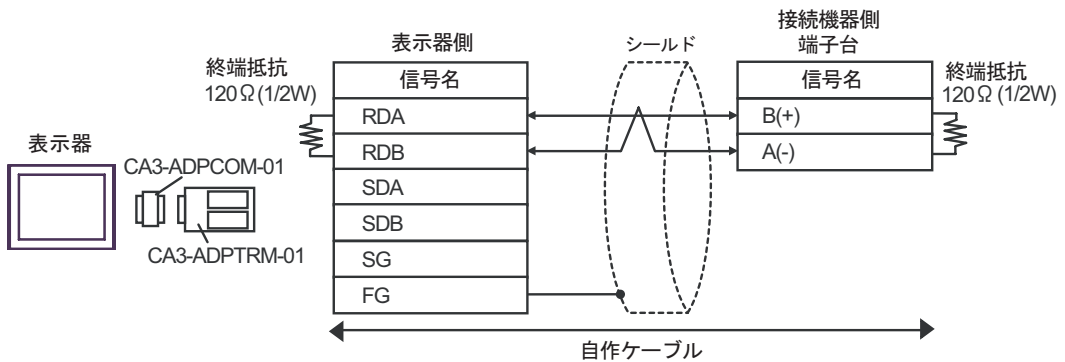 表示器
CA3-ADPCOM-01
CA3-ADPTRM-01
終端抵抗
120Ω(1/2W)
表示器側
信号名
RDA
RDB
SDA
SDB
SG
FG
シールド
接続機器側
端子台
信号名
B(+)
A(-)
終端抵抗
120Ω(1/2W)
自作ケーブル